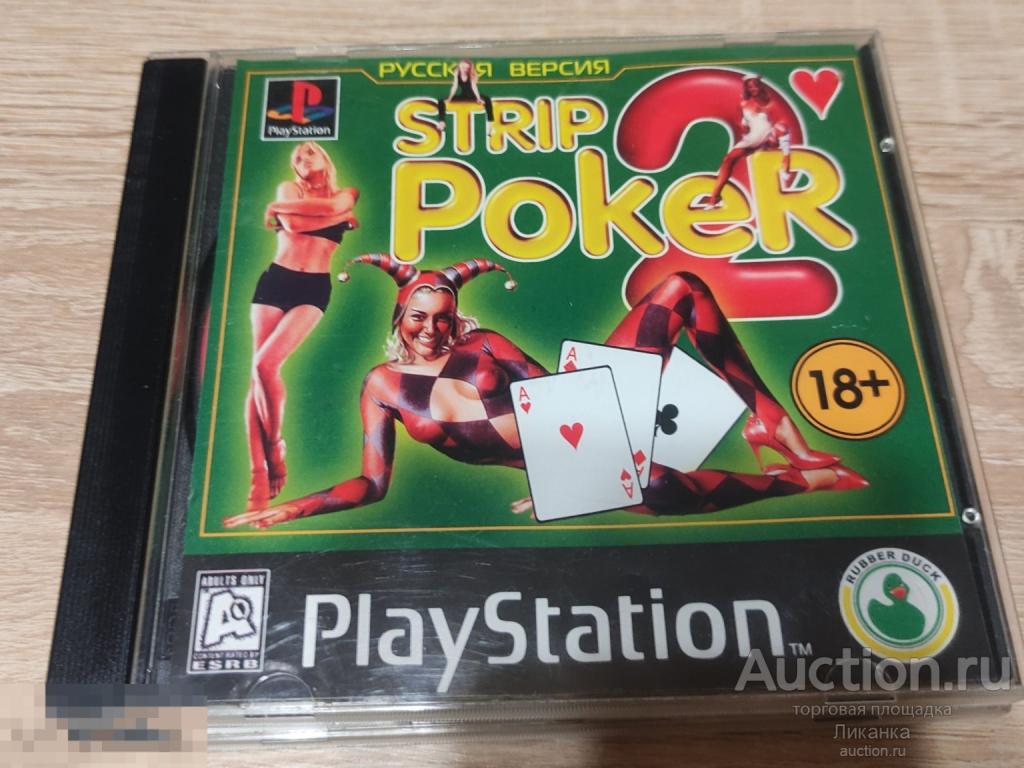 РУССКАЯ ВЕРСИЯ
PlayStation
STRIP
PokeR
2
A
A
A
A
18+
ADULTS ONLY
AO
CONTENT RATED BY
ESRB
PlayStation™
RUBBER DUCK
Auction.ru
торговая площадка
Ликанка
auction.ru